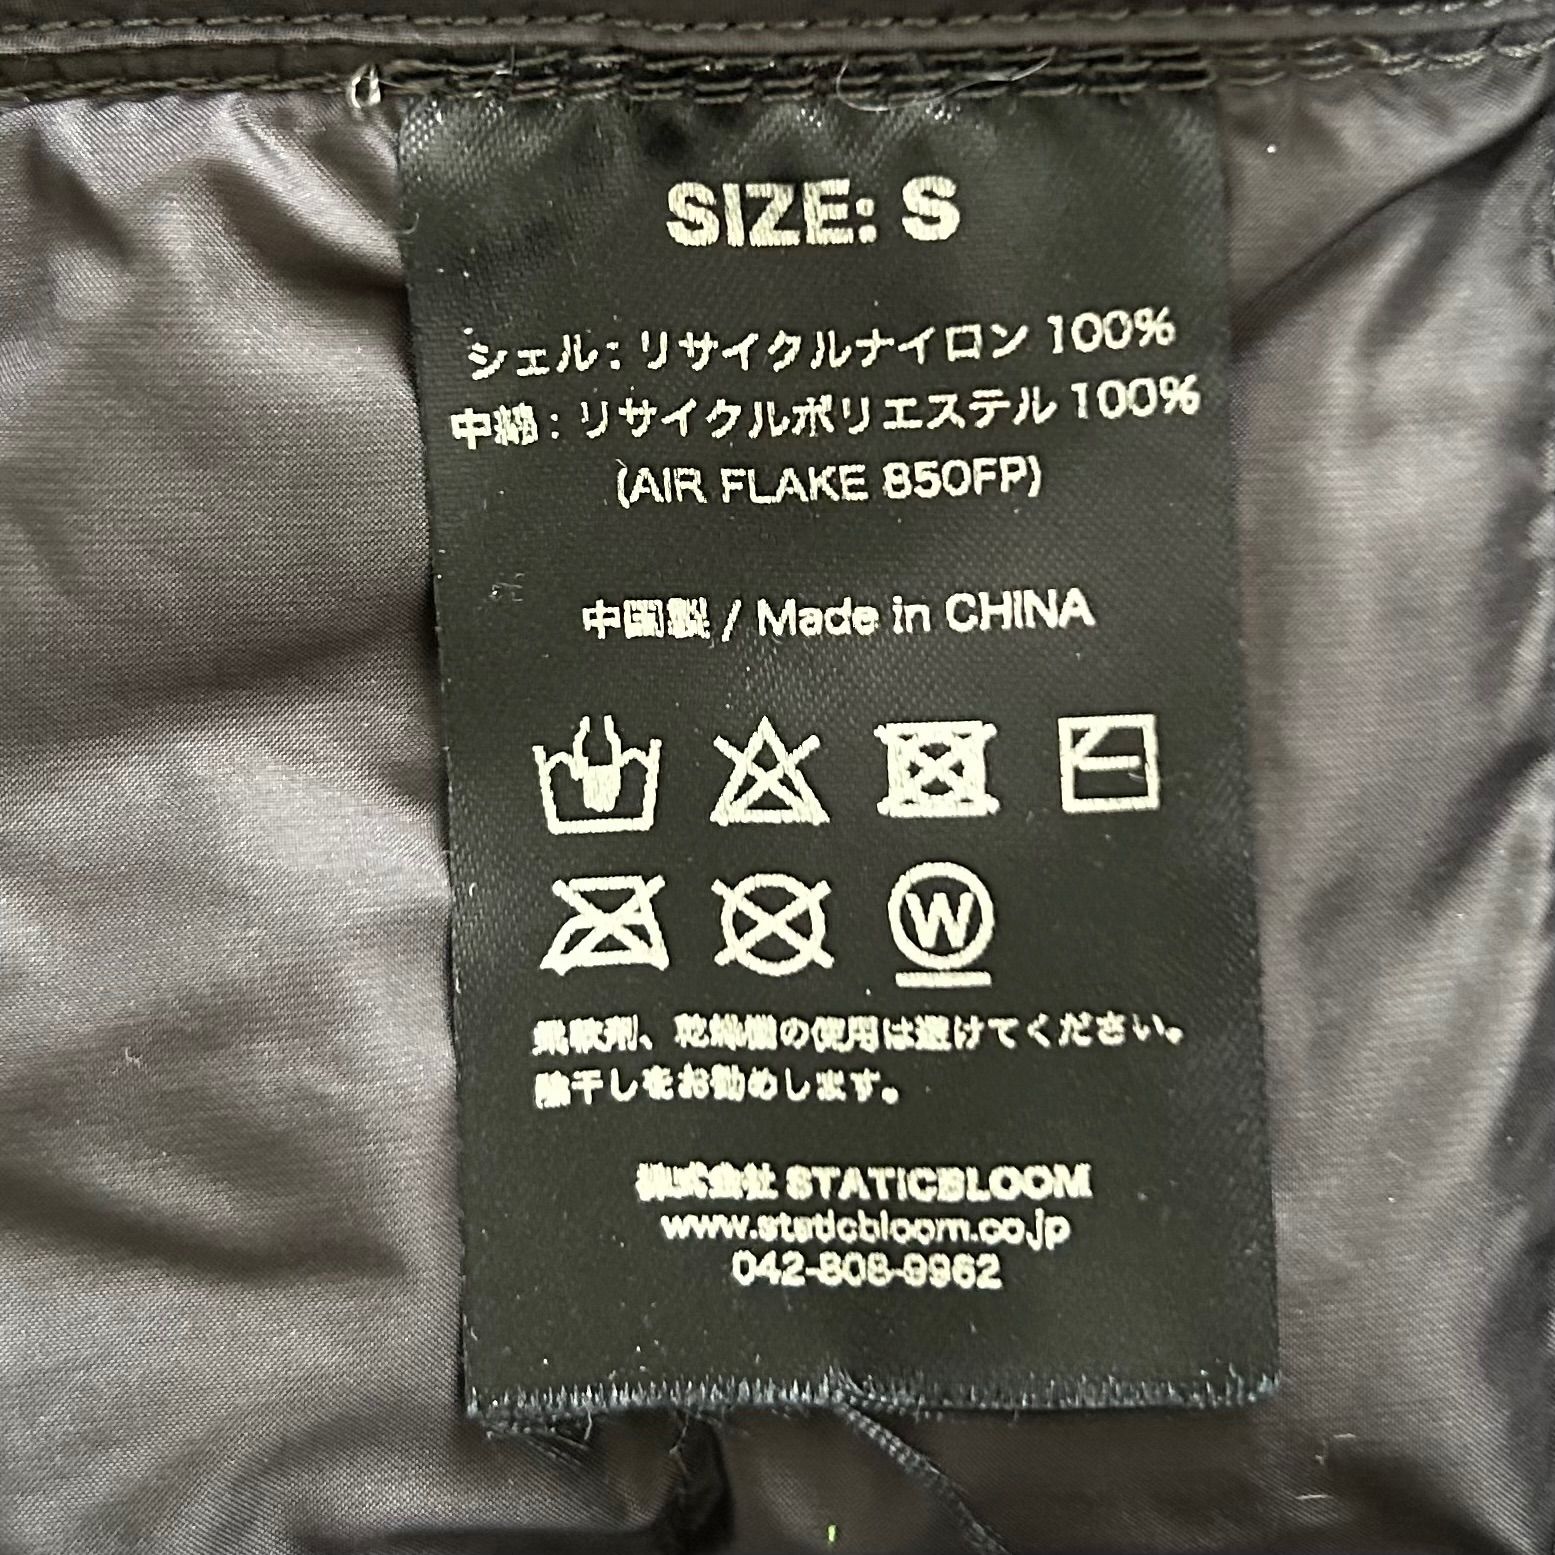 SIZE: S
シェル : リサイクルナイロン 100%
中綿 : リサイクルポリエステル 100%
(AIR FLAKE 850FP)
中国製 / Made in CHINA
W
柔軟剤、乾燥機の使用は避けてください。
陰干しをお勧めします。
株式会社 STATICBLOOM
www.staticbloom.co.jp
042-808-9962